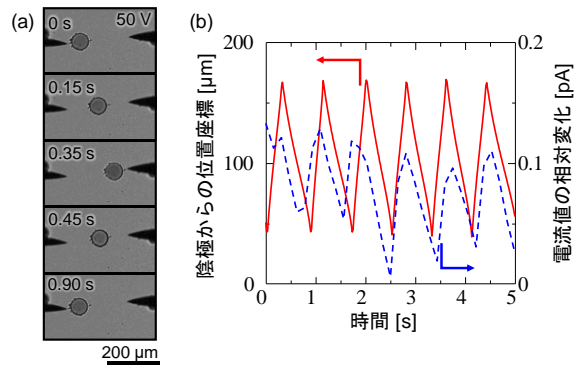 (a)
0 s
50 V
0.15 s
0.35 s
0.45 s
0.90 s
200 µm
(b)
200
100
0
陰極からの位置座標 [µm]
0.2
0.1
0
電流値の相対変化 [pA]
0 1 2 3 4 5
時間 [s]